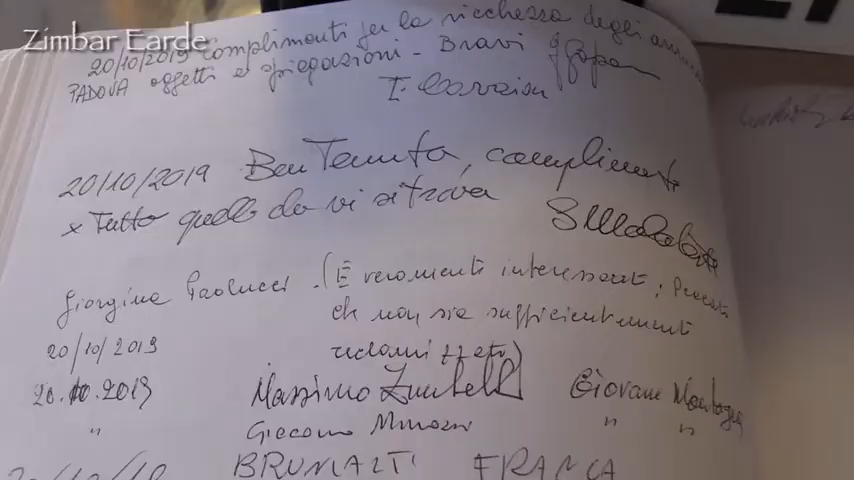 Zimbar Earde
20/10/2019 complimenti per la ricchezza degli
PADOVA oggetti e spiegazioni - Bravi
I.
20/10/2019 Ben Tenuta, complimenti
x Tutto quello che vi si trova
Giorgina Paolucci. (È veramente interessante; Peccato
che non sia sufficientemente
20/10/2019
reclamizzato)
20.10.2019 Massimo Giovanni
" Giacomo " "
FRANCA